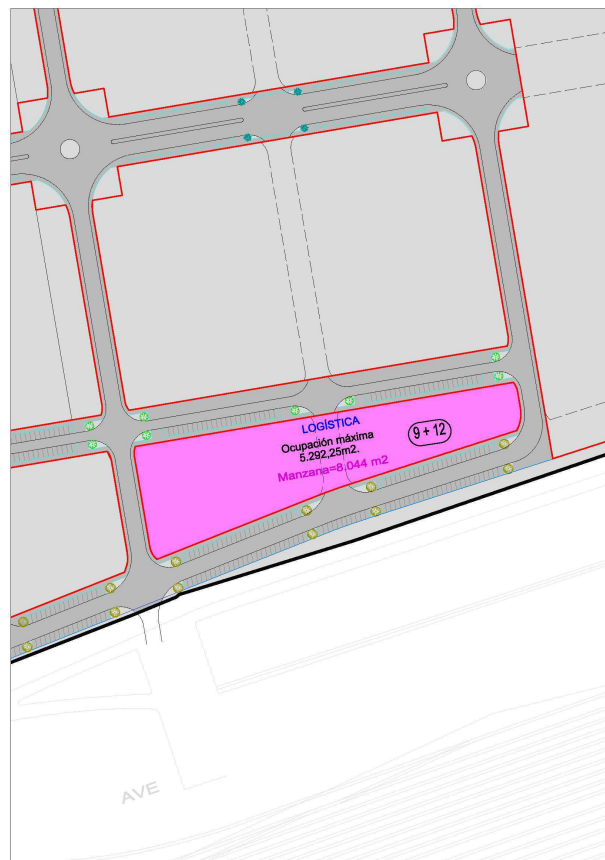 LOGÍSTICA
Ocupación máxima
5.292,25m2.
9 + 12
Manzana=8.044 m2
AVE